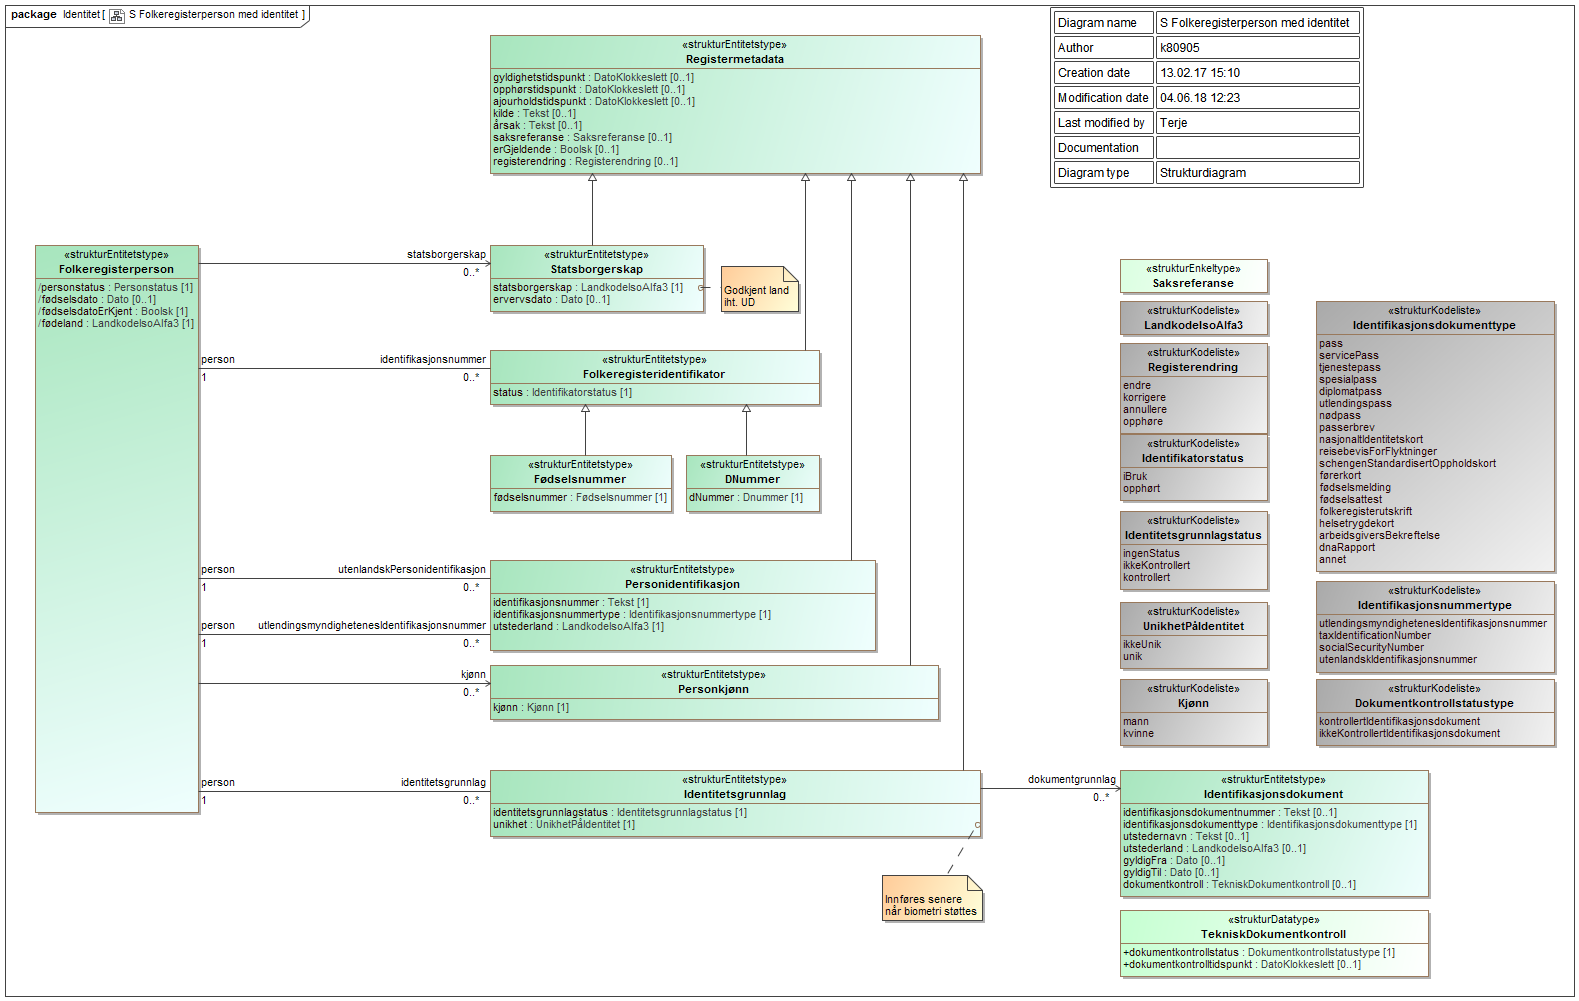 package Identitet [ S Folkeregisterperson med identitet ]
Diagram name S Folkeregisterperson med identitet
Author k80905
Creation date 13.02.17 15:10
Modification date 04.06.18 12:23
Last modified by Terje
Documentation
Diagram type Strukturdiagram
«strukturEntitetstype»
Registermetadata
gyldighetstidspunkt : DatoKlokkeslett [0..1]
opphørstidspunkt : DatoKlokkeslett [0..1]
ajourholdstidspunkt : DatoKlokkeslett [0..1]
kilde : Tekst [0..1]
årsak : Tekst [0..1]
saksreferanse : Saksreferanse [0..1]
erGjeldende : Boolsk [0..1]
registerendring : Registerendring [0..1]
«strukturEntitetstype»
Folkeregisterperson
/personstatus : Personstatus [1]
/fødselsdato : Dato [0..1]
/fødselsdatoErKjent : Boolsk [1]
/fødeland : LandkodeIsoAlfa3 [1]
statsborgerskap
0..*
«strukturEntitetstype»
Statsborgerskap
statsborgerskap : LandkodeIsoAlfa3 [1]
ervervsdato : Dato [0..1]
Godkjent land
iht. UD
person
1
identifikasjonsnummer
0..*
«strukturEntitetstype»
Folkeregisteridentifikator
status : Identifikatorstatus [1]
«strukturEntitetstype»
Fødselsnummer
fødselsnummer : Fødselsnummer [1]
«strukturEntitetstype»
DNummer
dNummer : Dnummer [1]
person
1
utenlandskPersonidentifikasjon
0..*
person
1
utlendingsmyndighetenesIdentifikasjonsnummer
0..*
«strukturEntitetstype»
Personidentifikasjon
identifikasjonsnummer : Tekst [1]
identifikasjonsnummertype : Identifikasjonsnummertype [1]
utstederland : LandkodeIsoAlfa3 [1]
kjønn
0..*
«strukturEntitetstype»
Personkjønn
kjønn : Kjønn [1]
person
1
identitetsgrunnlag
0..*
«strukturEntitetstype»
Identitetsgrunnlag
identitetsgrunnlagstatus : Identitetsgrunnlagstatus [1]
unikhet : UnikhetPåIdentitet [1]
Innføres senere
når biometri støttes
dokumentgrunnlag
0..*
«strukturEntitetstype»
Identifikasjonsdokument
identifikasjonsdokumentnummer : Tekst [0..1]
identifikasjonsdokumenttype : Identifikasjonsdokumenttype [1]
utstedernavn : Tekst [0..1]
utstederland : LandkodeIsoAlfa3 [0..1]
gyldigFra : Dato [0..1]
gyldigTil : Dato [0..1]
dokumentkontroll : TekniskDokumentkontroll [0..1]
«strukturDatatype»
TekniskDokumentkontroll
+dokumentkontrollstatus : Dokumentkontrollstatustype [1]
+dokumentkontrolltidspunkt : DatoKlokkeslett [0..1]
«strukturEnkeltype»
Saksreferanse
«strukturKodeliste»
LandkodeIsoAlfa3
«strukturKodeliste»
Registerendring
endre
korrigere
annullere
opphøre
«strukturKodeliste»
Identifikatorstatus
iBruk
opphørt
«strukturKodeliste»
Identitetsgrunnlagstatus
ingenStatus
ikkeKontrollert
kontrollert
«strukturKodeliste»
UnikhetPåIdentitet
ikkeUnik
unik
«strukturKodeliste»
Kjønn
mann
kvinne
«strukturKodeliste»
Identifikasjonsdokumenttype
pass
servicePass
tjenestepass
spesialpass
diplomatpass
utlendingspass
nødpass
passerbrev
nasjonaltIdentitetskort
reisebevisForFlyktninger
schengenStandardisertOppholdskort
førerkort
fødselsmelding
fødselsattest
folkeregisterutskrift
helsetrygdekort
arbeidsgiversBekreftelse
dnaRapport
annet
«strukturKodeliste»
Identifikasjonsnummertype
utlendingsmyndighetenesIdentifikasjonsnummer
taxIdentificationNumber
socialSecurityNumber
utenlandskIdentifikasjonsnummer
«strukturKodeliste»
Dokumentkontrollstatustype
kontrollertIdentifikasjonsdokument
ikkeKontrollertIdentifikasjonsdokument